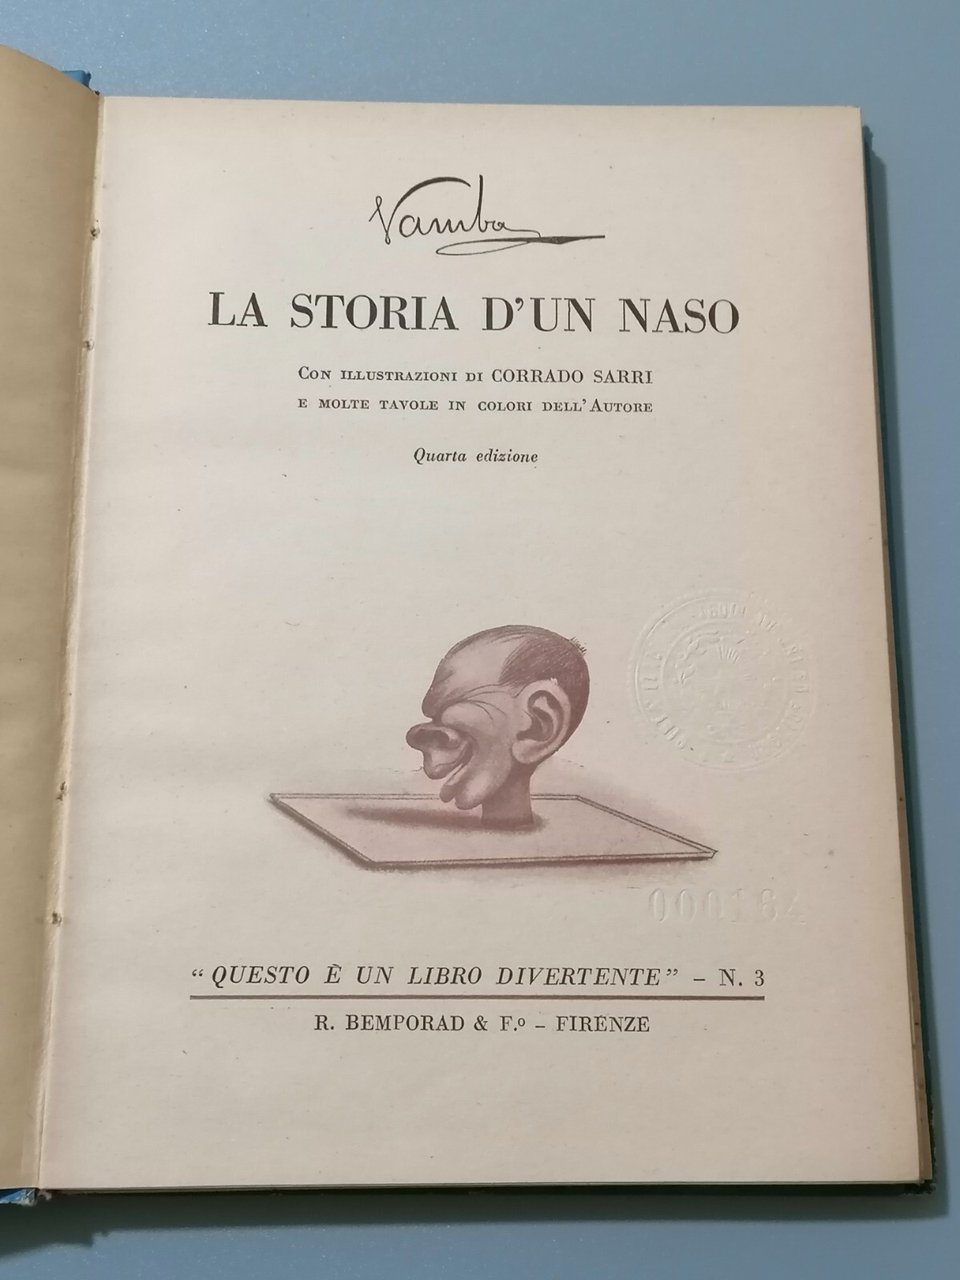 Vamba
LA STORIA D'UN NASO
CON ILLUSTRAZIONI DI CORRADO SARRI
E MOLTE TAVOLE IN COLORI DELL'AUTORE
Quarta edizione
000164
“QUESTO È UN LIBRO DIVERTENTE” – N. 3
R. BEMPORAD & F.º – FIRENZE